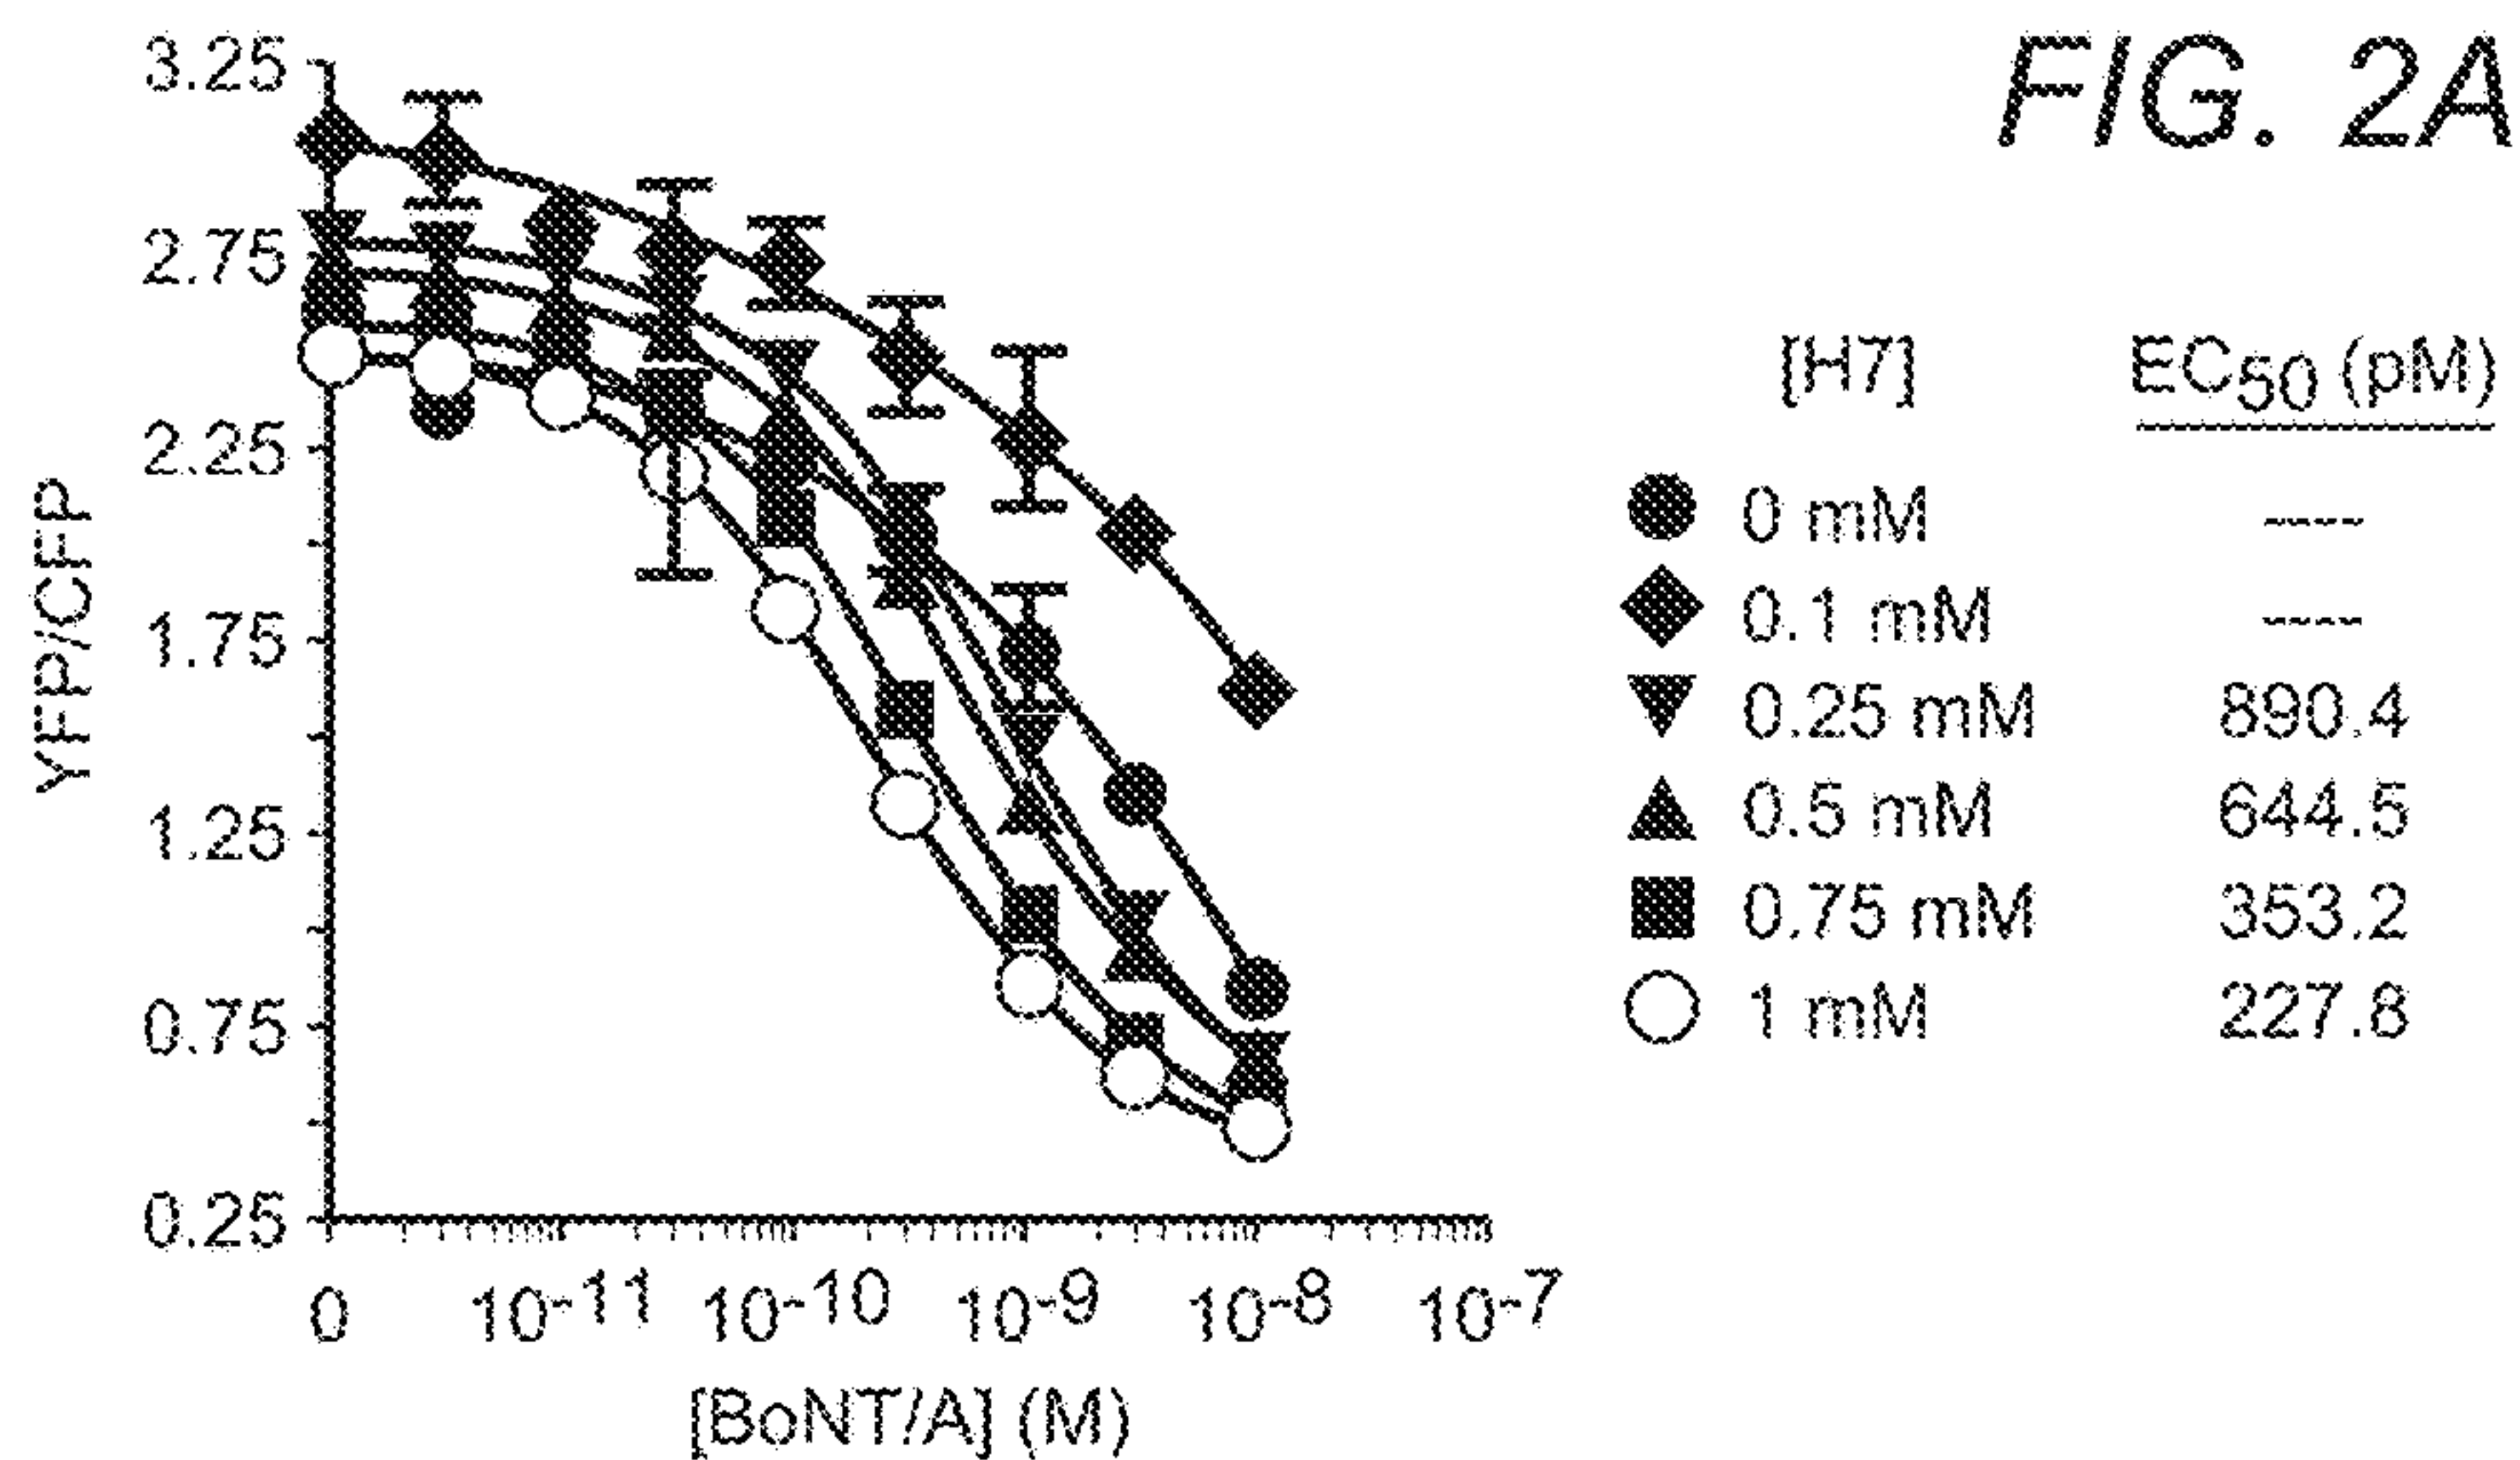 FIG. 2A
3.25
2.75
2.25
1.75
1.25
0.75
0.25
YFP/CFP
0 10-11 10-10 10-9 10-8 10-7
[BoNT/A] (M)
[H7] EC50 (pM)
0 mM ----
0.1 mM ----
0.25 mM 890.4
0.5 mM 644.5
0.75 mM 353.2
1 mM 227.8